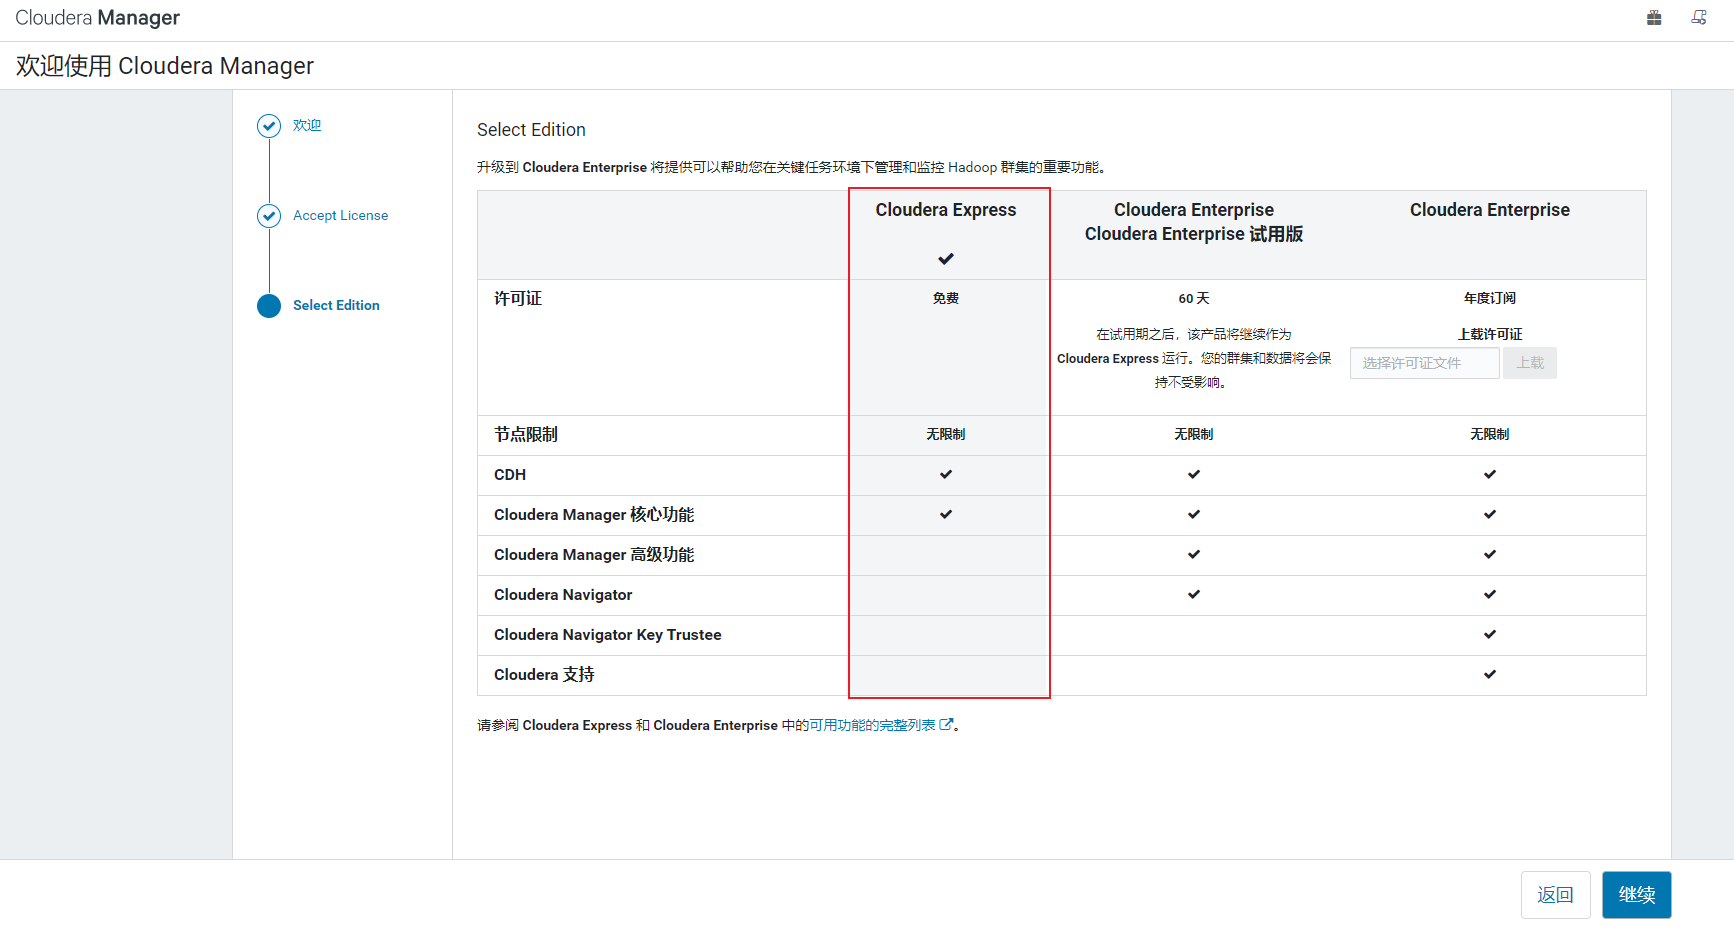 Cloudera Manager
欢迎使用 Cloudera Manager
欢迎
Accept License
Select Edition
Select Edition
升级到 Cloudera Enterprise 将提供可以帮助您在关键任务环境下管理和监控 Hadoop 群集的重要功能。
Cloudera Express
Cloudera Enterprise
Cloudera Enterprise 试用版
Cloudera Enterprise
许可证
免费
60 天
在试用期之后，该产品将继续作为
Cloudera Express 运行。您的群集和数据将会保
持不受影响。
年度订阅
上载许可证
选择许可证文件
上载
节点限制
无限制
无限制
无限制
CDH
Cloudera Manager 核心功能
Cloudera Manager 高级功能
Cloudera Navigator
Cloudera Navigator Key Trustee
Cloudera 支持
请参阅 Cloudera Express 和 Cloudera Enterprise 中的可用功能的完整列表。
返回
继续